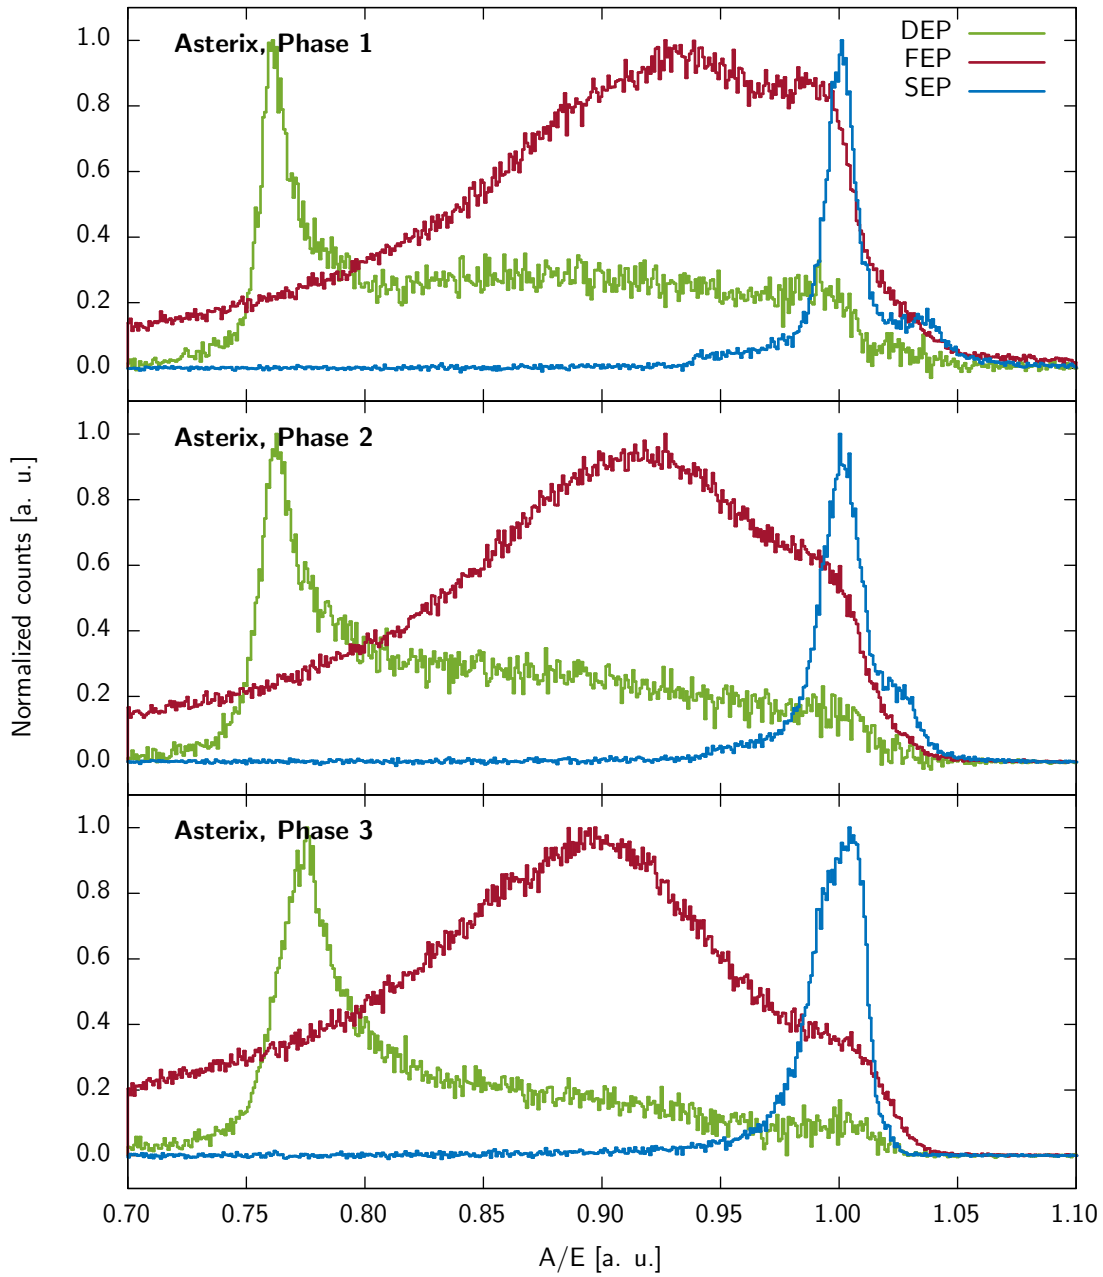 Asterix, Phase 1
DEP
FEP
SEP
1.0
0.8
0.6
0.4
0.2
0.0
Asterix, Phase 2
1.0
0.8
0.6
0.4
0.2
0.0
Normalized counts [a. u.]
Asterix, Phase 3
1.0
0.8
0.6
0.4
0.2
0.0
0.70 0.75 0.80 0.85 0.90 0.95 1.00 1.05 1.10
A/E [a. u.]